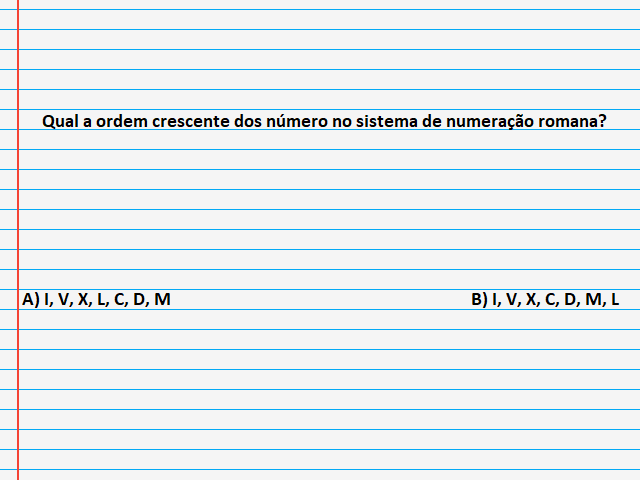 Qual a ordem crescente dos número no sistema de numeração romana?
A) I, V, X, L, C, D, M
B) I, V, X, C, D, M, L